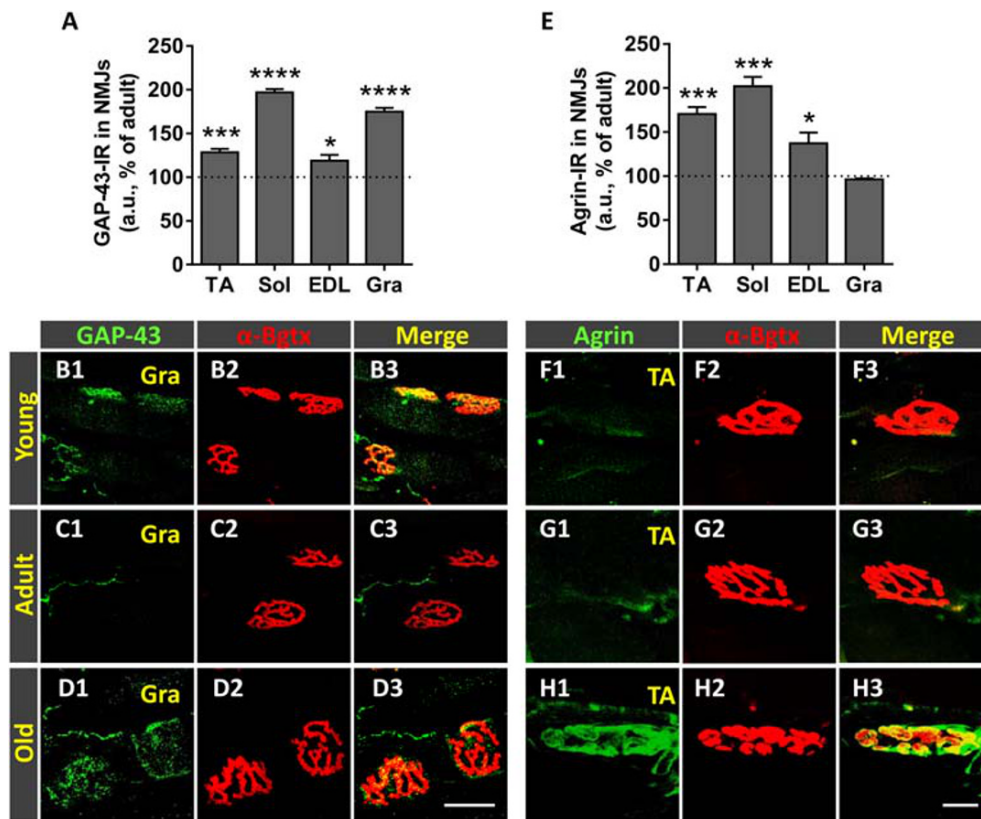 A
GAP-43-IR in NMJs
(a.u., % of adult)
250
200
150
100
50
0
***
****
*
****
TA Sol EDL Gra
E
Agrin-IR in NMJs
(a.u., % of adult)
250
200
150
100
50
0
***
***
*
TA Sol EDL Gra
GAP-43 α-Bgtx Merge
Young
B1 Gra B2 B3
Adult
C1 Gra C2 C3
Old
D1 Gra D2 D3
Agrin α-Bgtx Merge
F1 TA F2 F3
G1 TA G2 G3
H1 TA H2 H3